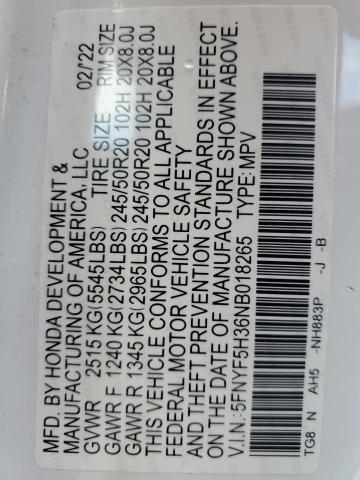 MFD. BY HONDA DEVELOPMENT & 02/'22
MANUFACTURING OF AMERICA, LLC
TIRE SIZE RIM SIZE
GVWR 2515 KG(5545LBS)
GAWR F 1240 KG(2734LBS) 245/50R20 102H 20X8.0J
GAWR R 1345 KG(2965LBS) 245/50R20 102H 20X8.0J
THIS VEHICLE CONFORMS TO ALL APPLICABLE
FEDERAL MOTOR VEHICLE SAFETY
AND THEFT PREVENTION STANDARDS IN EFFECT
ON THE DATE OF MANUFACTURE SHOWN ABOVE.
V.I.N.: 5FNYF5H36NB018265 TYPE: MPV
TG8 N AH5 -NH883P -J -B